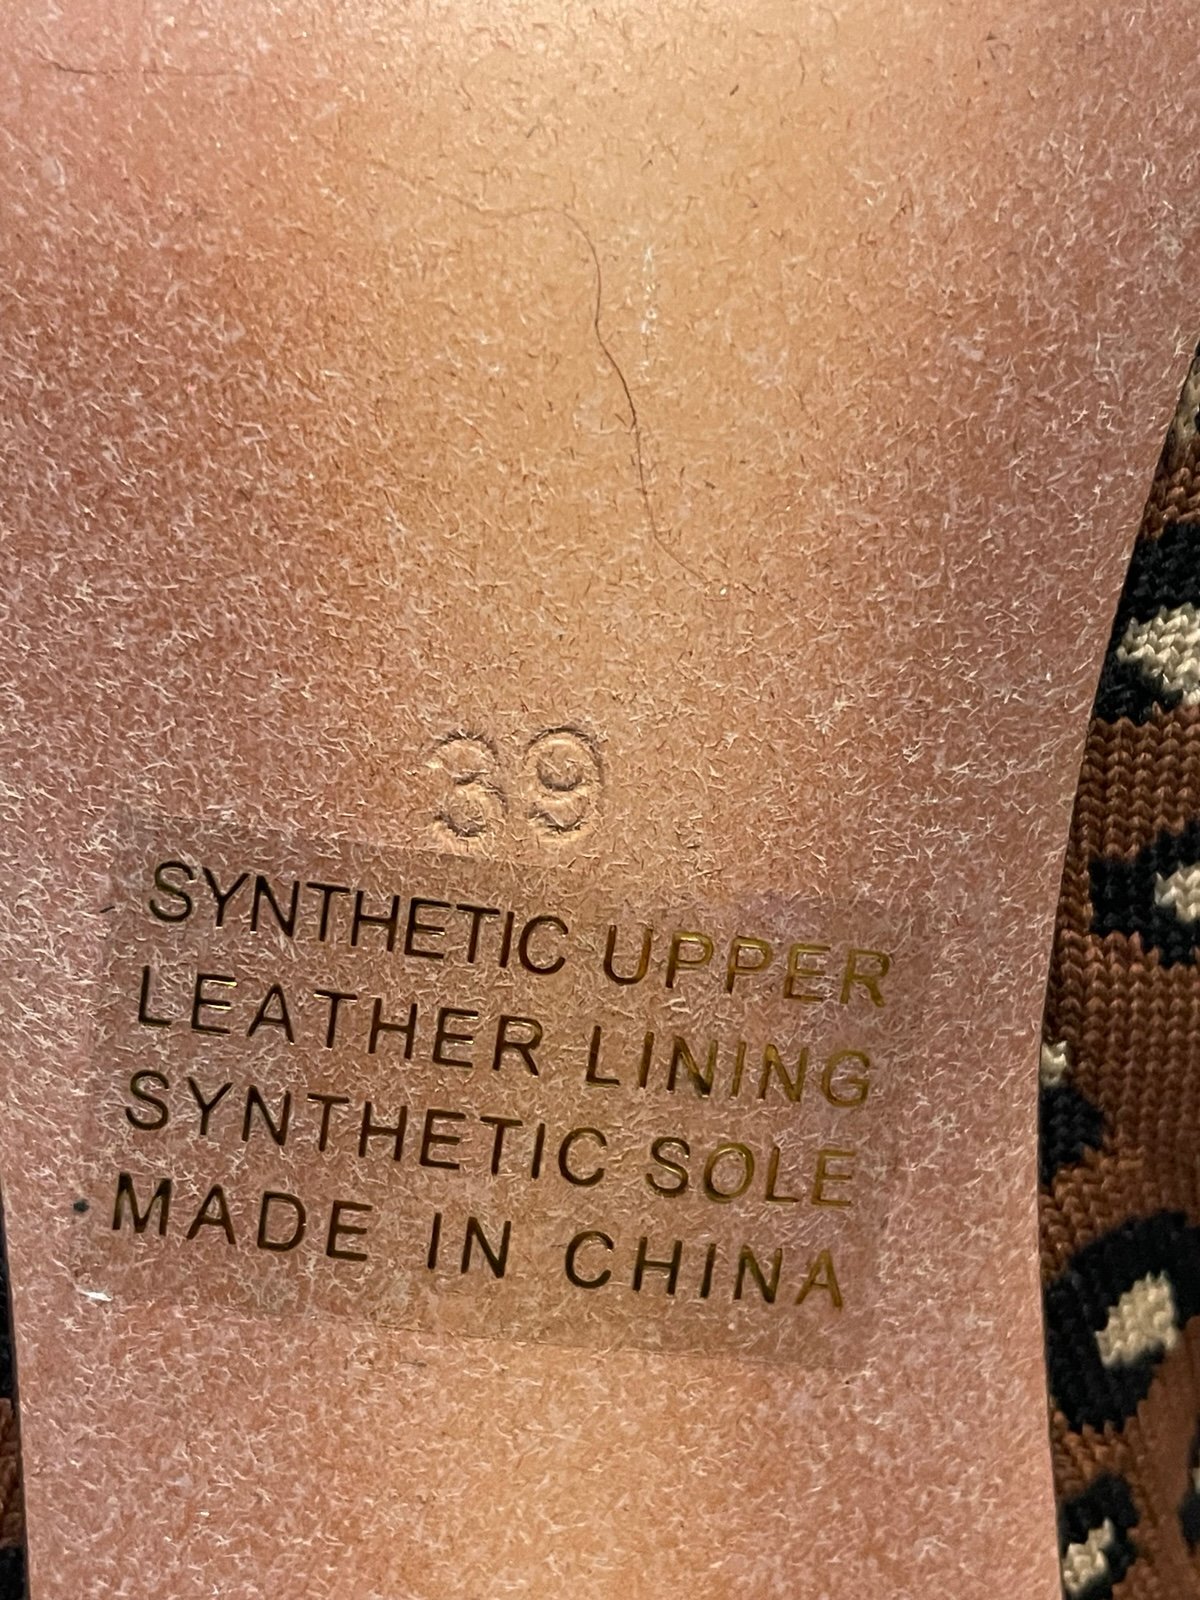 39
SYNTHETIC UPPER
LEATHER LINING
SYNTHETIC SOLE
MADE IN CHINA